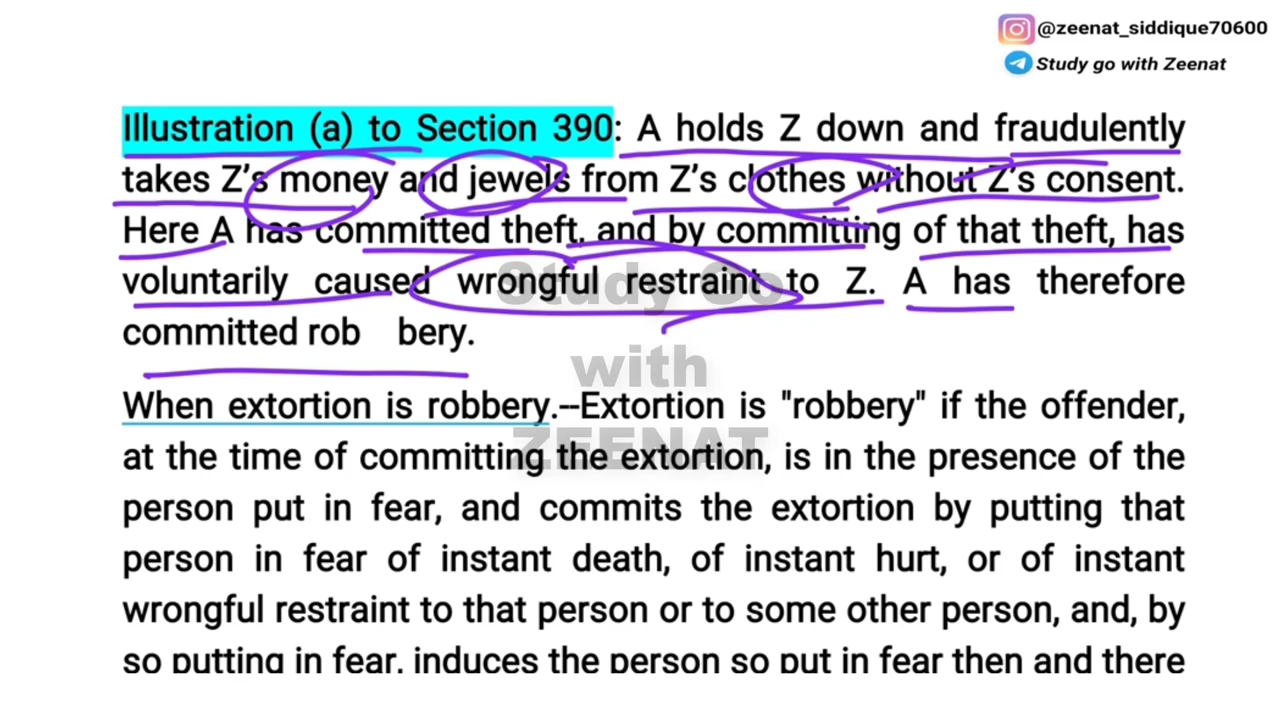 @zeenat_siddique70600
Study go with Zeenat
Illustration (a) to Section 390: A holds Z down and fraudulently
takes Z's money and jewels from Z's clothes without Z's consent.
Here A has committed theft, and by committing of that theft, has
voluntarily caused wrongful restraint to Z. A has therefore
committed rob bery.
Study Go
with
ZEENAT
When extortion is robbery.--Extortion is "robbery" if the offender,
at the time of committing the extortion, is in the presence of the
person put in fear, and commits the extortion by putting that
person in fear of instant death, of instant hurt, or of instant
wrongful restraint to that person or to some other person, and, by
so putting in fear, induces the person so put in fear then and there